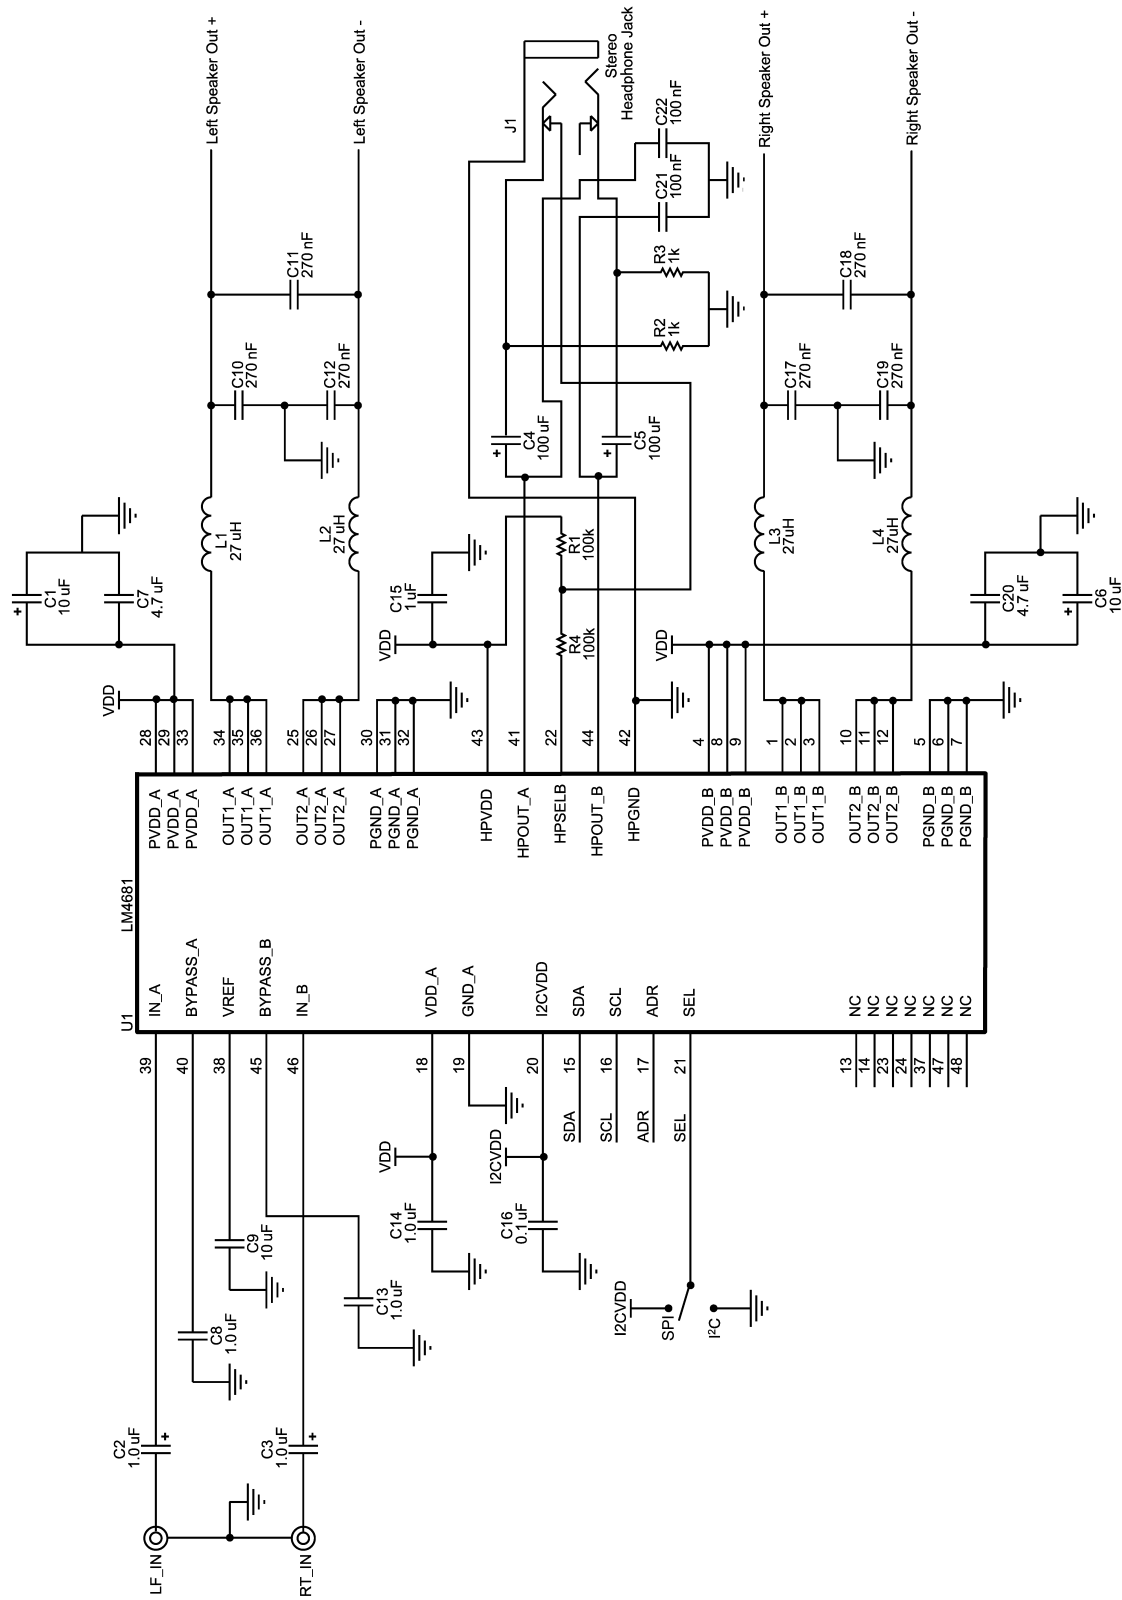 LF_IN
RT_IN
C2
1.0 uF
C3
1.0 uF
+
+
C8
1.0 uF
C9
10 uF
C13
1.0 uF
VDD
C14
1.0 uF
I2CVDD
C16
0.1 uF
I2CVDD
SPI
I²C
SDA
SCL
ADR
SEL
39
40
38
45
46
18
19
20
15
16
17
21
13
14
23
24
37
47
48
U1
LM4681
IN_A
BYPASS_A
VREF
BYPASS_B
IN_B
VDD_A
GND_A
I2CVDD
SDA
SCL
ADR
SEL
NC
NC
NC
NC
NC
NC
NC
PVDD_A
PVDD_A
PVDD_A
OUT1_A
OUT1_A
OUT1_A
OUT2_A
OUT2_A
OUT2_A
PGND_A
PGND_A
PGND_A
HPVDD
HPOUT_A
HPSELB
HPOUT_B
HPGND
PVDD_B
PVDD_B
PVDD_B
OUT1_B
OUT1_B
OUT1_B
OUT2_B
OUT2_B
OUT2_B
PGND_B
PGND_B
PGND_B
28
29
33
34
35
36
25
26
27
30
31
32
43
41
22
44
42
4
8
9
1
2
3
10
11
12
5
6
7
VDD
VDD
VDD
+
C1
10 uF
C7
4.7 uF
L1
27 uH
L2
27 uH
C15
1 uF
R1
100k
R4
100k
L3
27uH
L4
27uH
C20
4.7 uF
+
C6
10 uF
C10
270 nF
C12
270 nF
C11
270 nF
+
C4
100 uF
+
C5
100 uF
R2
1k
R3
1k
C21
100 nF
C22
100 nF
C17
270 nF
C19
270 nF
C18
270 nF
J1
Stereo
Headphone Jack
Left Speaker Out +
Left Speaker Out -
Right Speaker Out +
Right Speaker Out -